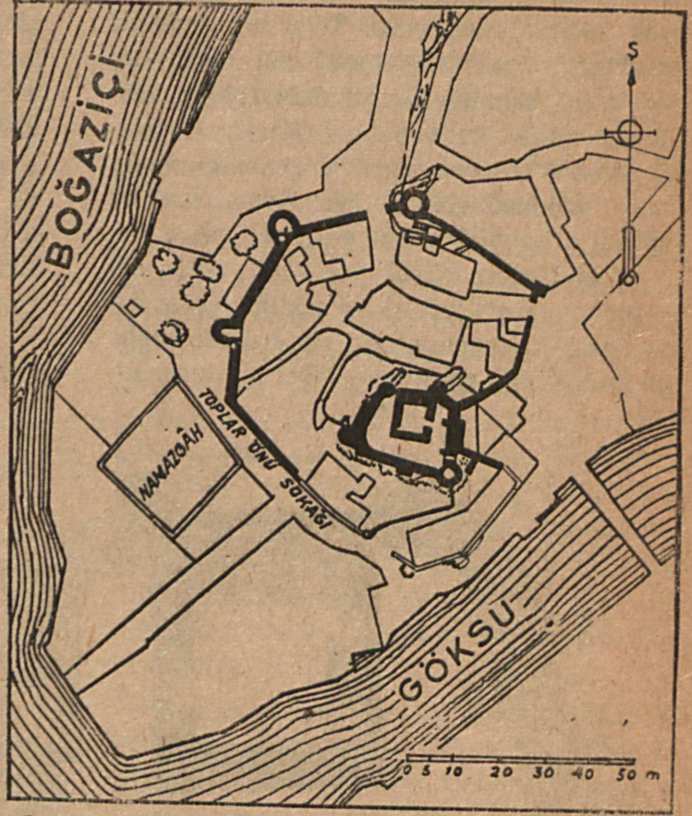 Ş
BOĞAZİÇİ
TOPLAR ÖNÜ SOKAĞI
NAMAZGÂH
GÖKSU
0 5 10 20 30 40 50 m